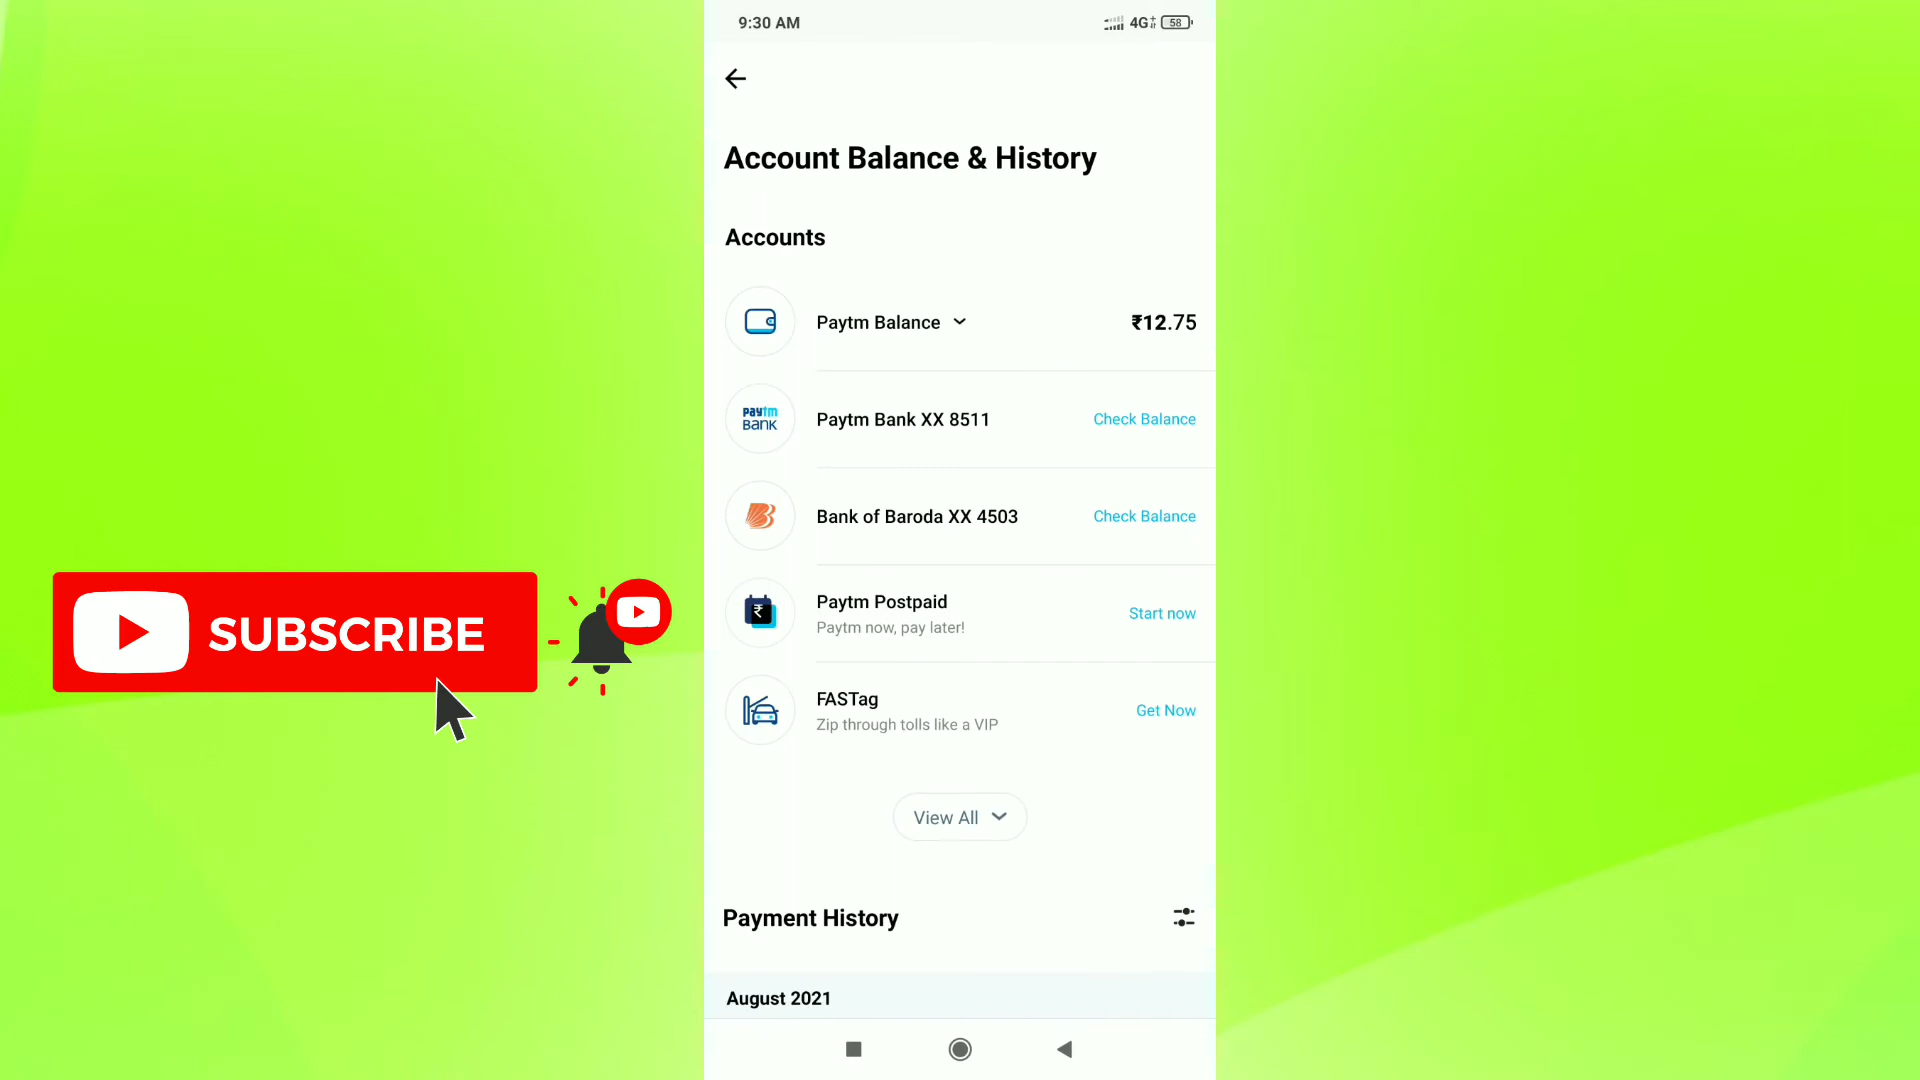 9:30 AM
4G+
58
Account Balance & History
Accounts
Paytm Balance
₹12.75
paytm
BANK
Paytm Bank XX 8511
Check Balance
Bank of Baroda XX 4503
Check Balance
₹
Paytm Postpaid
Paytm now, pay later!
Start now
FASTag
Zip through tolls like a VIP
Get Now
View All
Payment History
August 2021
SUBSCRIBE